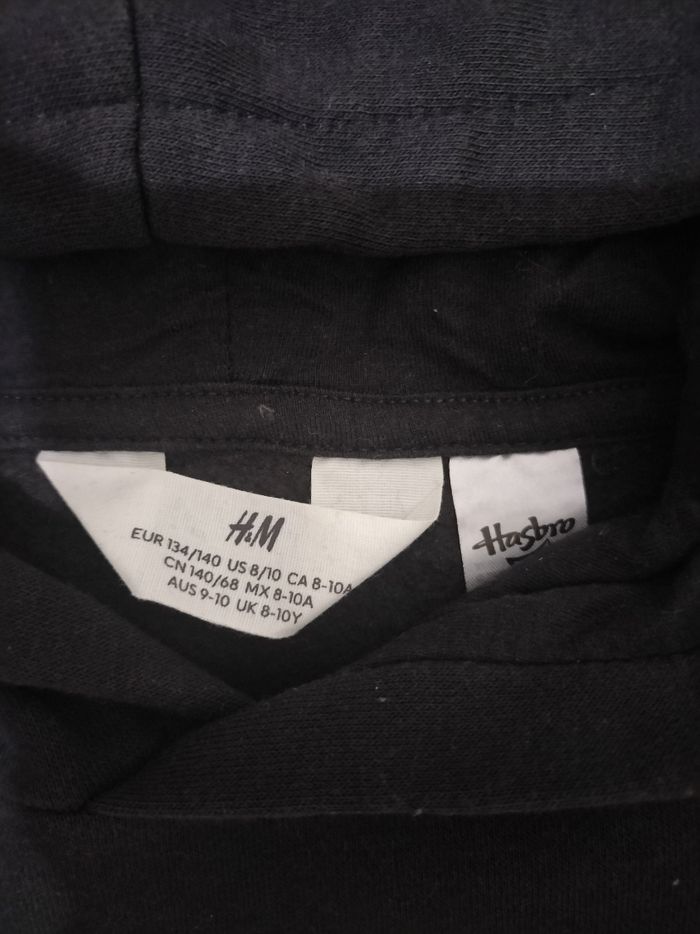 H&M
EUR 134/140 US 8/10 CA 8-10A
CN 140/68 MX 8-10A
AUS 9-10 UK 8-10Y
Hasbro